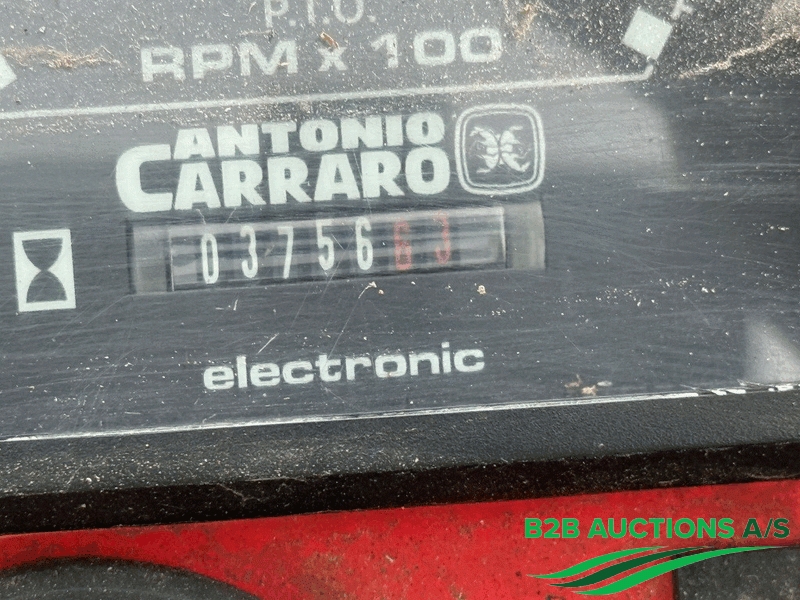 P.T.O.
RPM x 100
ANTONIO
CARRARO
0375663
electronic
B2B AUCTIONS A/S